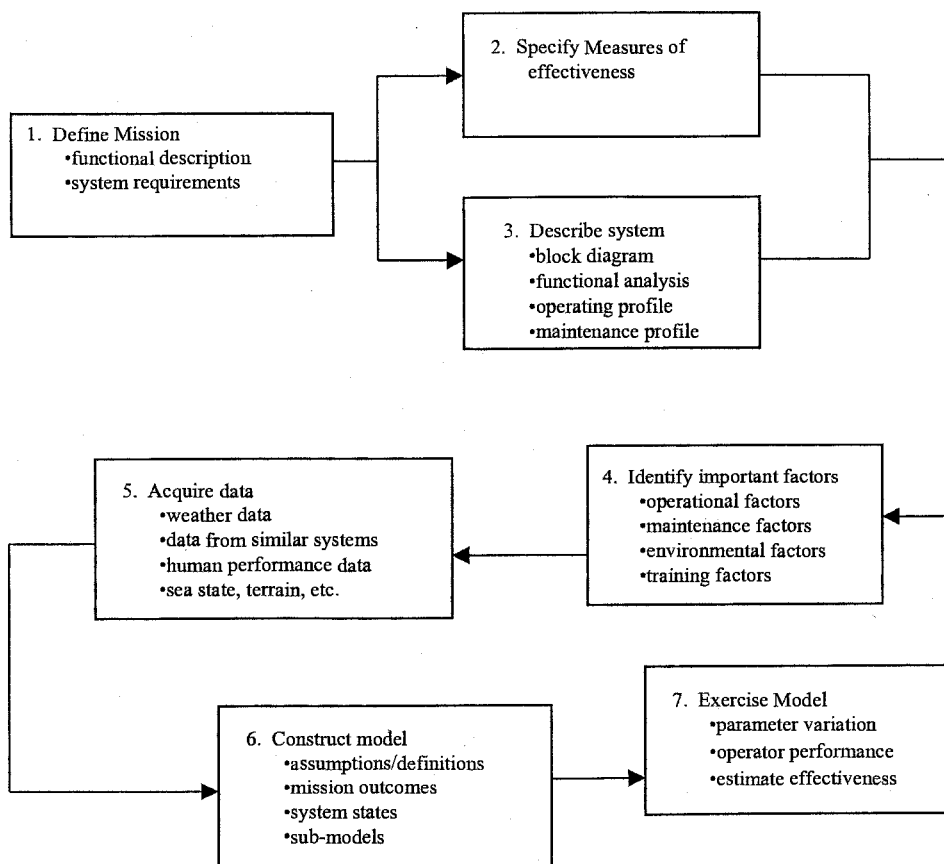 1. Define Mission
•functional description
•system requirements
2. Specify Measures of
effectiveness
3. Describe system
•block diagram
•functional analysis
•operating profile
•maintenance profile
4. Identify important factors
•operational factors
•maintenance factors
•environmental factors
•training factors
5. Acquire data
•weather data
•data from similar systems
•human performance data
•sea state, terrain, etc.
6. Construct model
•assumptions/definitions
•mission outcomes
•system states
•sub-models
7. Exercise Model
•parameter variation
•operator performance
•estimate effectiveness